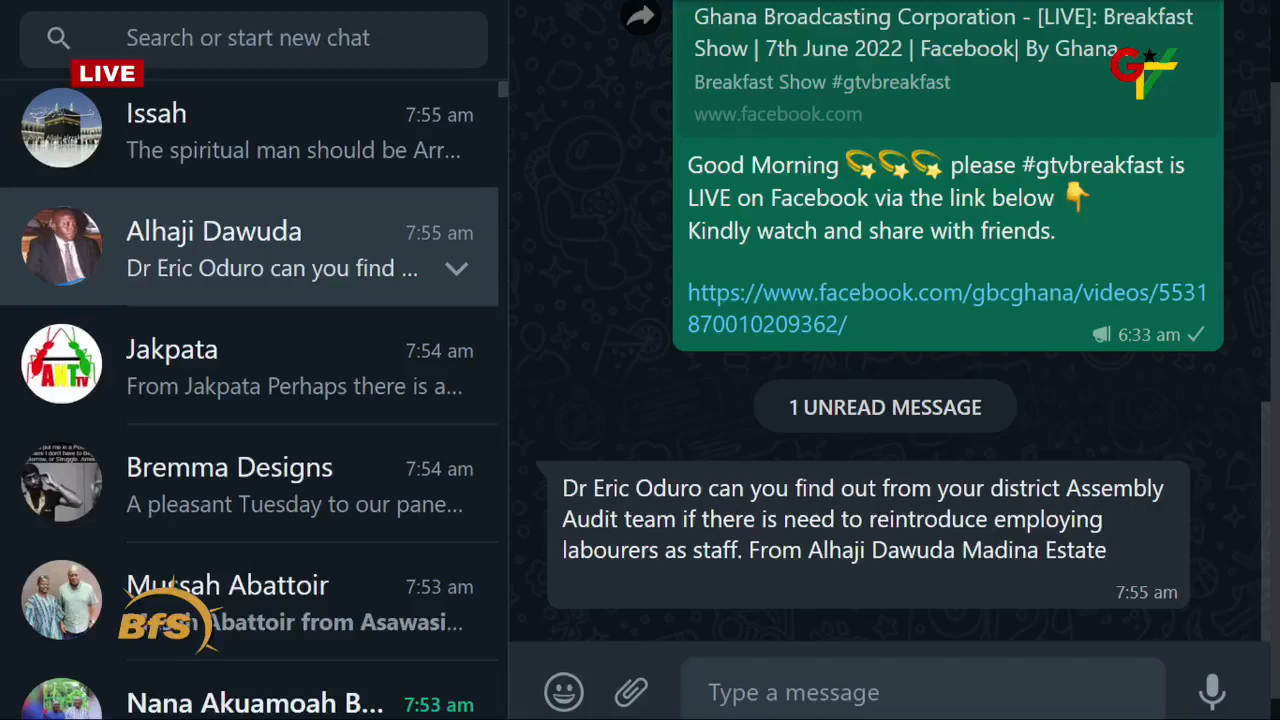 Search or start new chat
LIVE
Issah
7:55 am
The spiritual man should be Arr...
Alhaji Dawuda
7:55 am
Dr Eric Oduro can you find ...
Jakpata
7:54 am
From Jakpata Perhaps there is a...
ANT
TV
Bremma Designs
7:54 am
A pleasant Tuesday to our pane...
Mussah Abattoir
7:53 am
Abattoir from Asawasi...
BfS
Nana Akuamoah B...
7:53 am
Ghana Broadcasting Corporation - [LIVE]: Breakfast
Show | 7th June 2022 | Facebook| By Ghana
GTV
Breakfast Show #gtvbreakfast
www.facebook.com
Good Morning 💫💫💫 please #gtvbreakfast is
LIVE on Facebook via the link below 👇
Kindly watch and share with friends.
https://www.facebook.com/gbcghana/videos/5531
870010209362/
6:33 am
1 UNREAD MESSAGE
Dr Eric Oduro can you find out from your district Assembly
Audit team if there is need to reintroduce employing
labourers as staff. From Alhaji Dawuda Madina Estate
7:55 am
Type a message